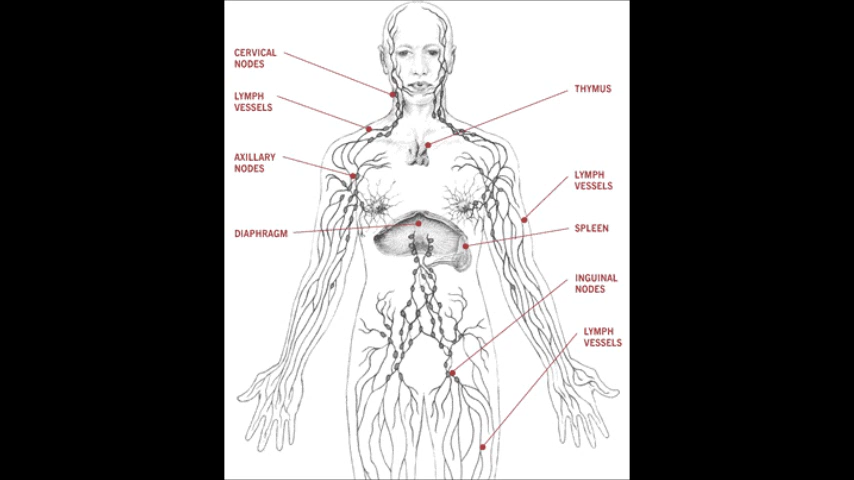 CERVICAL
NODES
LYMPH
VESSELS
AXILLARY
NODES
DIAPHRAGM
THYMUS
LYMPH
VESSELS
SPLEEN
INGUINAL
NODES
LYMPH
VESSELS